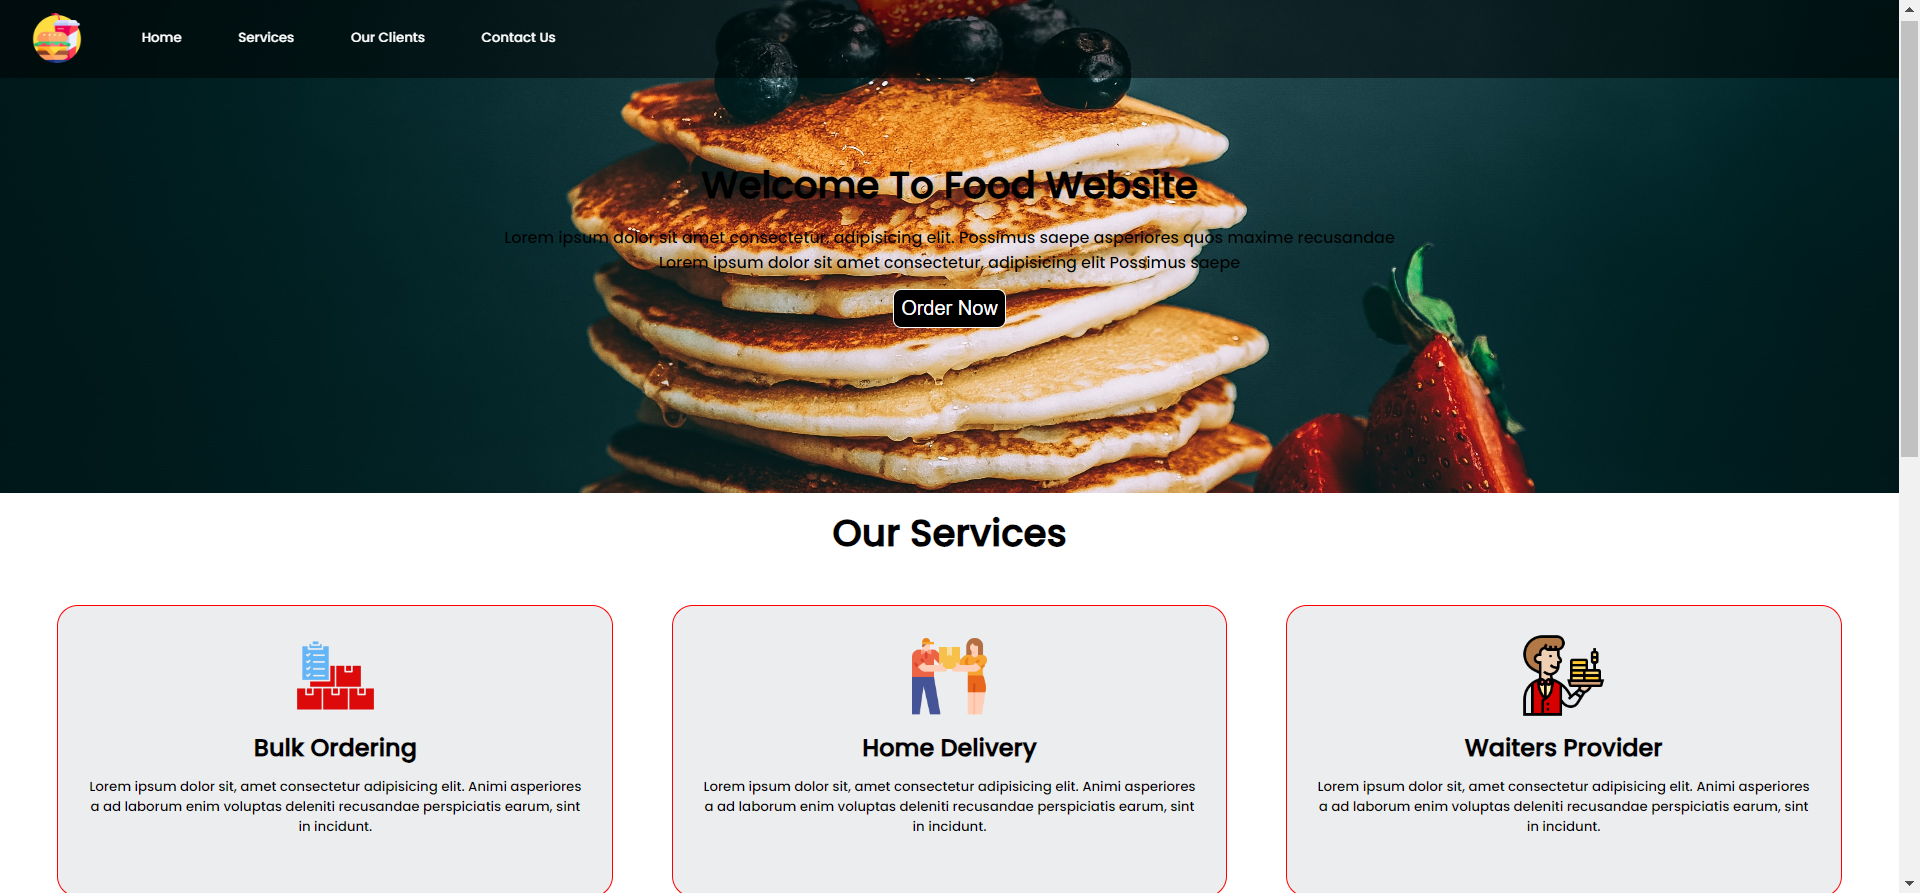 Home
Services
Our Clients
Contact Us
Welcome To Food Website
Lorem ipsum dolor sit amet consectetur, adipisicing elit. Possimus saepe asperiores quos maxime recusandae
Lorem ipsum dolor sit amet consectetur, adipisicing elit Possimus saepe
Order Now
Our Services
Bulk Ordering
Lorem ipsum dolor sit, amet consectetur adipisicing elit. Animi asperiores
a ad laborum enim voluptas deleniti recusandae perspiciatis earum, sint
in incidunt.
Home Delivery
Lorem ipsum dolor sit, amet consectetur adipisicing elit. Animi asperiores
a ad laborum enim voluptas deleniti recusandae perspiciatis earum, sint
in incidunt.
Waiters Provider
Lorem ipsum dolor sit, amet consectetur adipisicing elit. Animi asperiores
a ad laborum enim voluptas deleniti recusandae perspiciatis earum, sint
in incidunt.